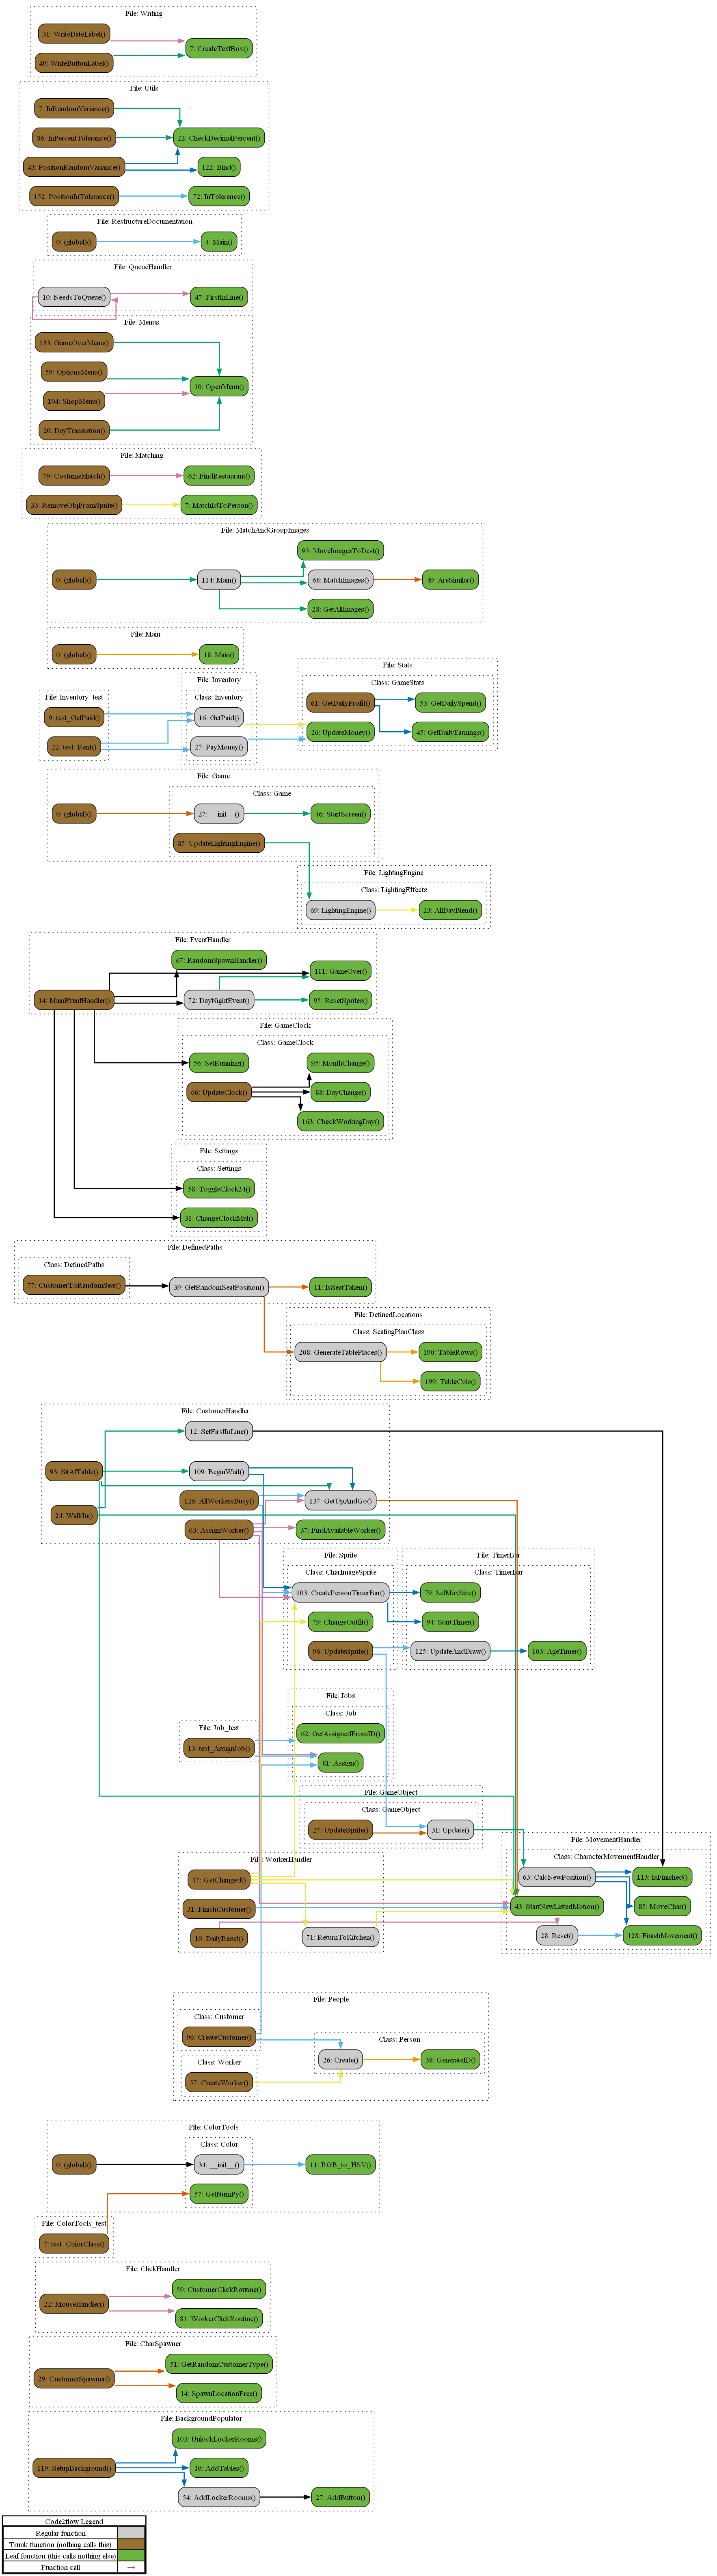 File: Writing
31: WriteDateLabel()
7: CreateTextBox()
49: WriteButtonLabel()
File: Utils
7: InRandomVariance()
86: InPercentTolerance()
22: CheckDecimalPercent()
43: PositionRandomVariance()
122: Bind()
152: PositionInTolerance()
72: InTolerance()
File: RestructureDocumentation
0: (global)()
4: Main()
File: QueueHandler
10: NeedsToQueue()
47: FirstInLine()
File: Menus
133: GameOverMenu()
59: OptionsMenu()
10: OpenMenu()
104: ShopMenu()
20: DayTransistion()
File: Matching
79: CostumeMatch()
62: FindRestaurant()
33: RemoveObjFromSprite()
7: MatchIdToPerson()
File: MatchAndGroupImages
95: MoveImagesToDest()
0: (global)()
114: Main()
68: MatchImages()
49: AreSimilar()
28: GetAllImages()
File: Main
0: (global)()
18: Main()
File: Stats
Class: GameStats
61: GetDailyProfit()
53: GetDailySpend()
26: UpdateMoney()
45: GetDailyEarnings()
File: Inventory
Class: Inventory
16: GetPaid()
27: PayMoney()
File: Inventory_test
9: test_GetPaid()
22: test_Rent()
File: Game
Class: Game
0: (global)()
27: __init__()
46: StartScreen()
85: UpdateLightingEngine()
File: LightingEngine
Class: LightingEffects
69: LightingEngine()
23: AllDayBlend()
File: EventHandler
67: RandomSpawnHandler()
111: GameOver()
14: MainEventHandler()
72: DayNightEvent()
95: ResetSprites()
File: GameClock
Class: GameClock
56: SetRunning()
95: MonthChange()
66: UpdateClock()
88: DayChange()
163: CheckWorkingDay()
File: Settings
Class: Settings
58: ToggleClock24()
31: ChangeClockMul()
File: DefinedPaths
Class: DefinedPaths
77: CustomerToRandomSeat()
39: GetRandomSeatPosition()
11: IsSeatTaken()
File: DefinedLocations
Class: SeatingPlanClass
208: GenerateTablePlaces()
190: TableRows()
199: TableCols()
File: CustomerHandler
12: SetFirstInLine()
93: SitAtTable()
109: BeginWait()
126: AllWorkersBusy()
137: GetUpAndGo()
24: WalkIn()
63: AssignWorker()
37: FindAvailableWorker()
File: Sprite
Class: CharImageSprite
103: CreatePersonTimerBar()
79: ChangeOutfit()
96: UpdateSprite()
File: TimerBar
Class: TimerBar
79: SetMaxSize()
94: StartTimer()
125: UpdateAndDraw()
103: AgeTimer()
File: Jobs
Class: Job
62: GetAssignedFromID()
81: Assign()
File: Job_test
13: test_AssignJob()
File: GameObject
Class: GameObject
27: UpdateSprite()
31: Update()
File: MovementHandler
Class: CharacterMovementHandler
63: CalcNewPosition()
113: IsFinished()
43: StartNewListedMotion()
85: MoveChar()
28: Reset()
128: FinishMovement()
File: WorkerHandler
47: GetChanged()
31: FinishCustomer()
10: DailyReset()
71: ReturnToKitchen()
File: People
Class: Customer
96: CreateCustomer()
Class: Person
26: Create()
38: GenerateID()
Class: Worker
57: CreateWorker()
File: ColorTools
Class: Color
0: (global)()
34: __init__()
11: RGB_to_HSV()
57: GetNumPy()
File: ColorTools_test
7: test_ColorClass()
File: ClickHandler
59: CustomerClickRoutine()
22: MouseHandler()
81: WorkerClickRoutine()
File: CharSpawner
51: GetRandomCustomerType()
29: CustomerSpawner()
14: SpawnLocationFree()
File: BackgroundPopulator
103: UnlockLockerRooms()
119: SetupBackground()
10: AddTables()
54: AddLockerRooms()
27: AddButton()
Code2flow Legend
Regular function
Trunk function (nothing calls this)
Leaf function (this calls nothing else)
Function call →